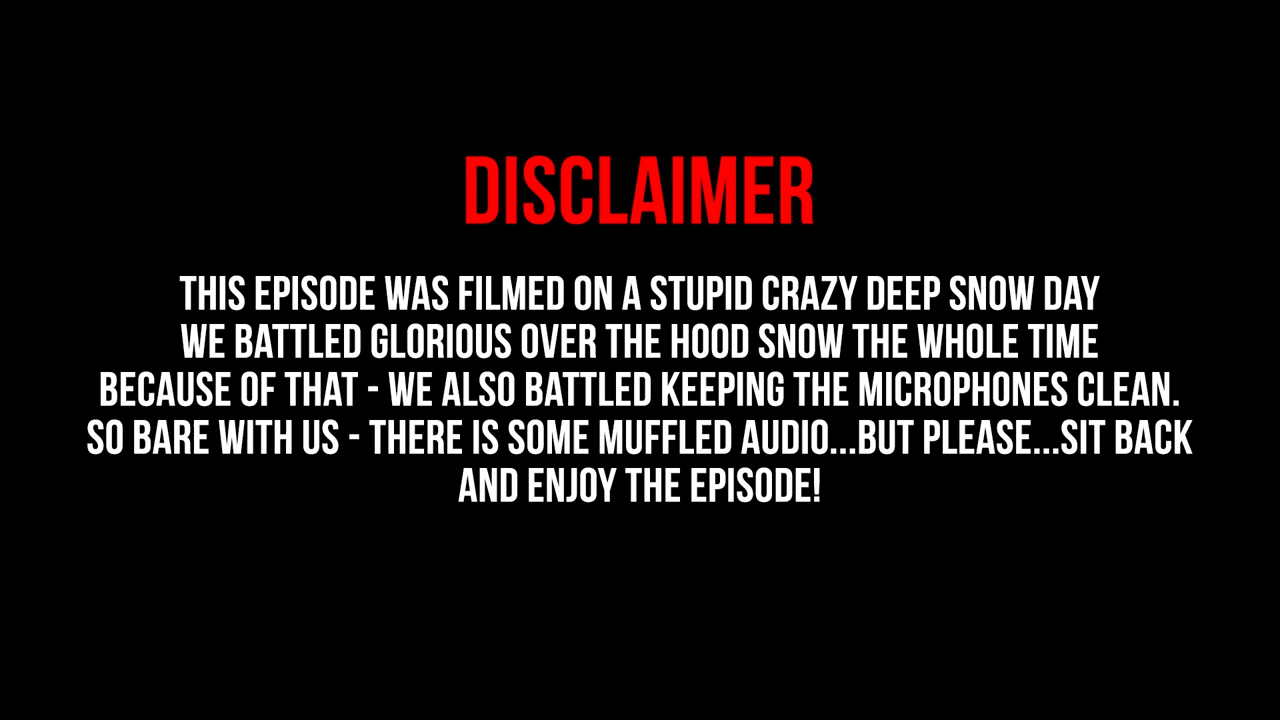 DISCLAIMER
THIS EPISODE WAS FILMED ON A STUPID CRAZY DEEP SNOW DAY
WE BATTLED GLORIOUS OVER THE HOOD SNOW THE WHOLE TIME
BECAUSE OF THAT - WE ALSO BATTLED KEEPING THE MICROPHONES CLEAN.
SO BARE WITH US - THERE IS SOME MUFFLED AUDIO...BUT PLEASE...SIT BACK
AND ENJOY THE EPISODE!